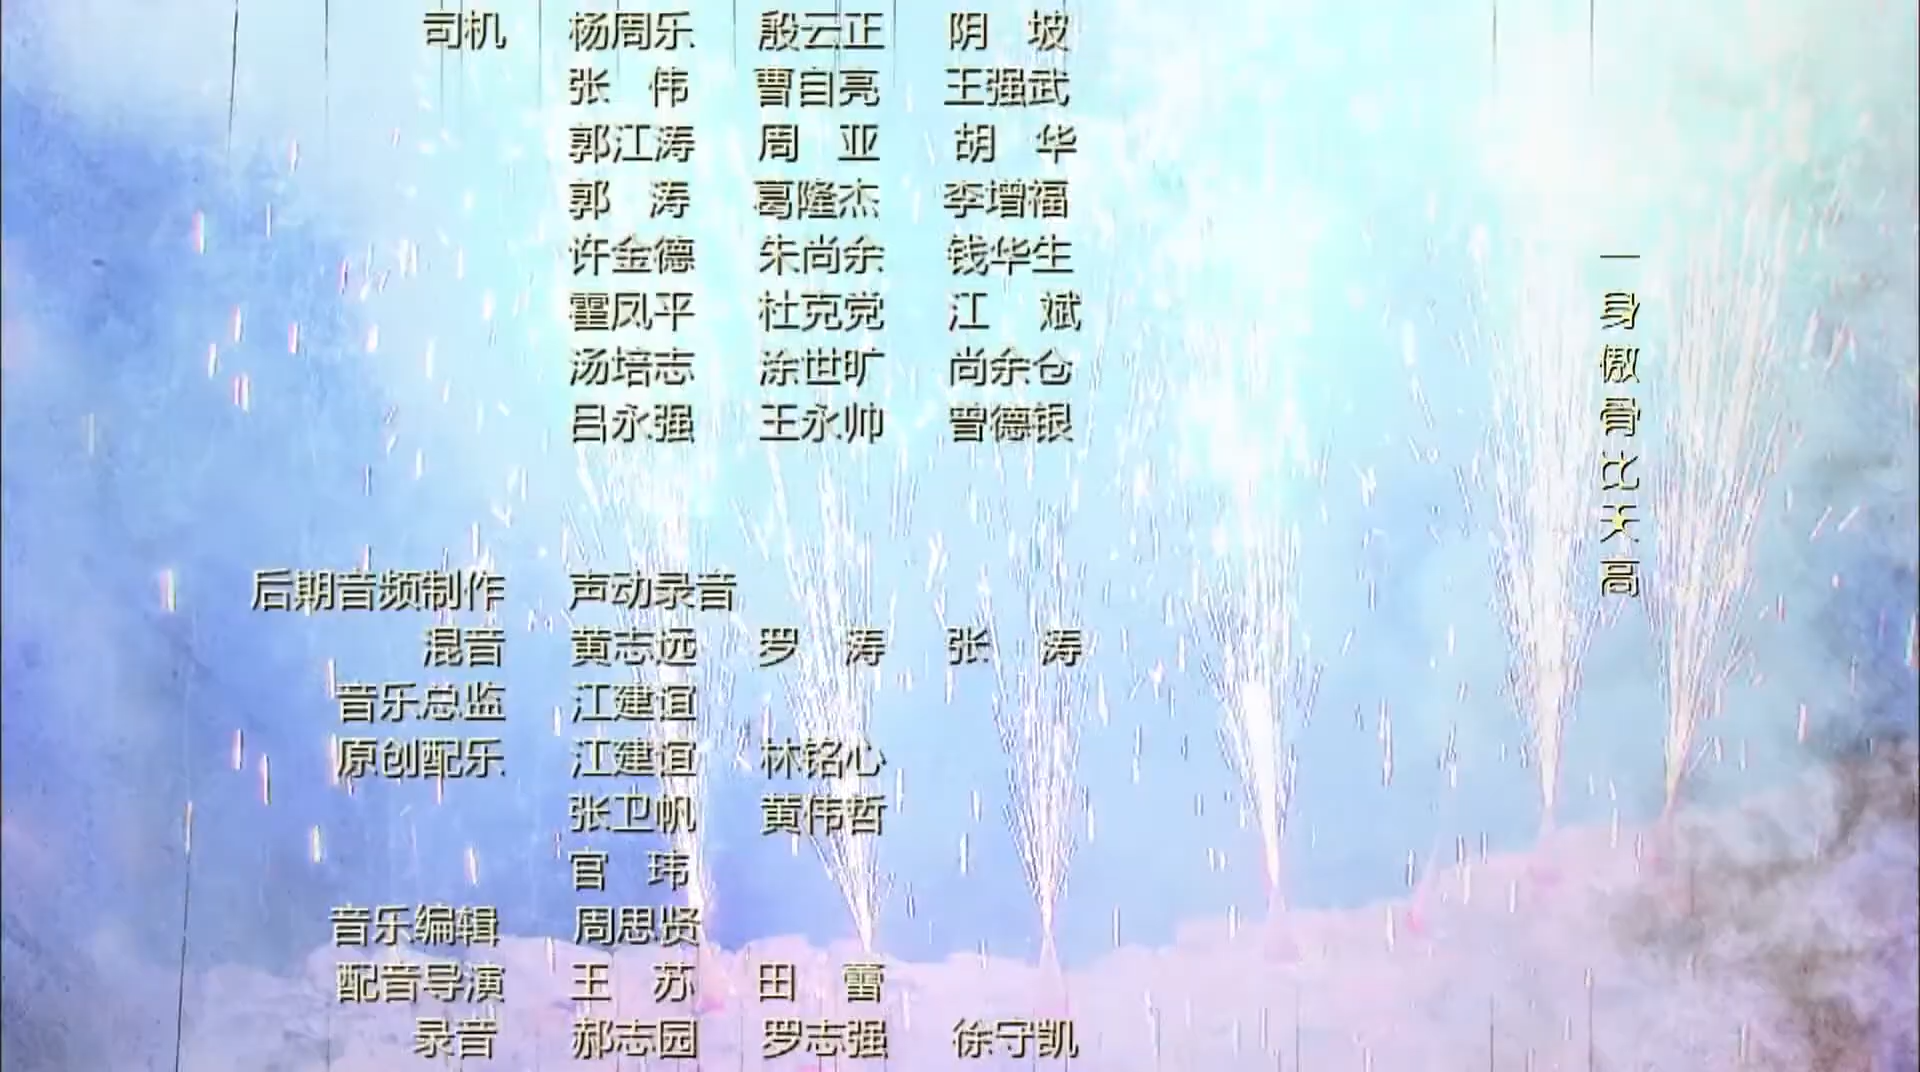 司机 杨周乐 殷云正 阴 坡
张 伟 曹自亮 王强武
郭江涛 周 亚 胡 华
郭 涛 葛隆杰 李增福
许金德 朱尚余 钱华生
霍凤平 杜克党 江 斌
汤培志 涂世旷 尚余仓
吕永强 王永帅 曾德银
后期音频制作 声动录音
混音 黄志远 罗 涛 张 涛
音乐总监 江建谊
原创配乐 江建谊 林铭心
张卫帆 黄伟哲
官 玮
音乐编辑 周思贤
配音导演 王 苏 田 蕾
录音 郝志园 罗志强 徐守凯
一身傲骨比天高